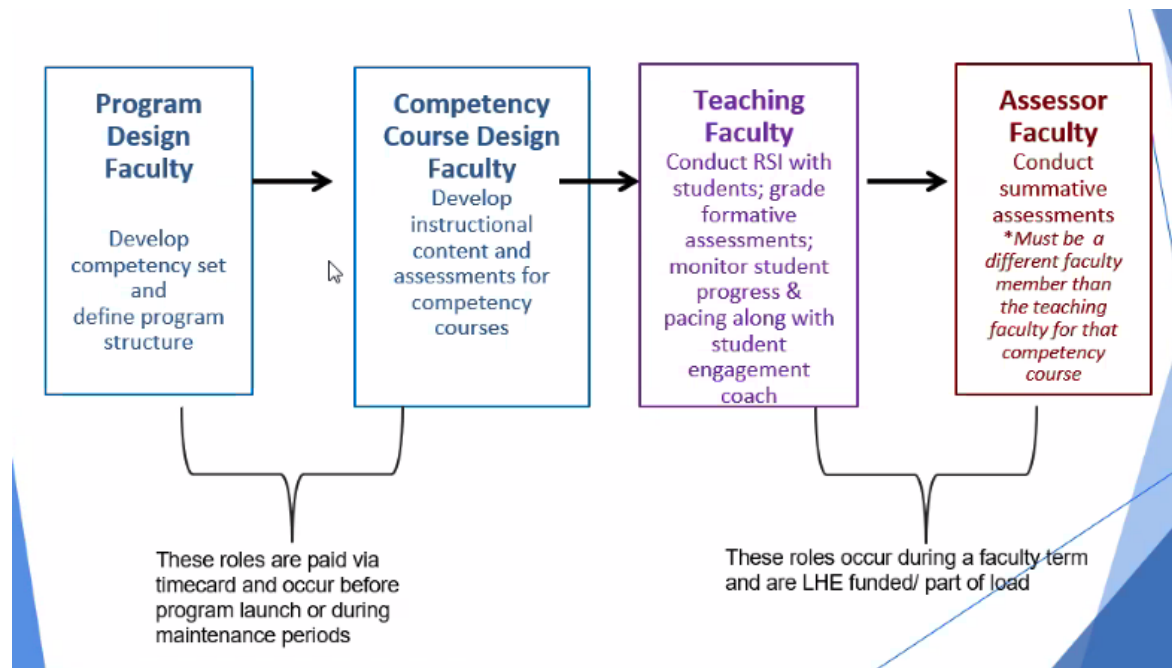 Program
Design
Faculty
Develop
competency set
and
define program
structure
Competency
Course Design
Faculty
Develop
instructional
content and
assessments for
competency
courses
Teaching
Faculty
Conduct RSI with
students; grade
formative
assessments;
monitor student
progress &
pacing along with
student
engagement
coach
Assessor
Faculty
Conduct
summative
assessments
*Must be a
different faculty
member than
the teaching
faculty for that
competency
course
These roles are paid via
timecard and occur before
program launch or during
maintenance periods
These roles occur during a faculty term
and are LHE funded/ part of load